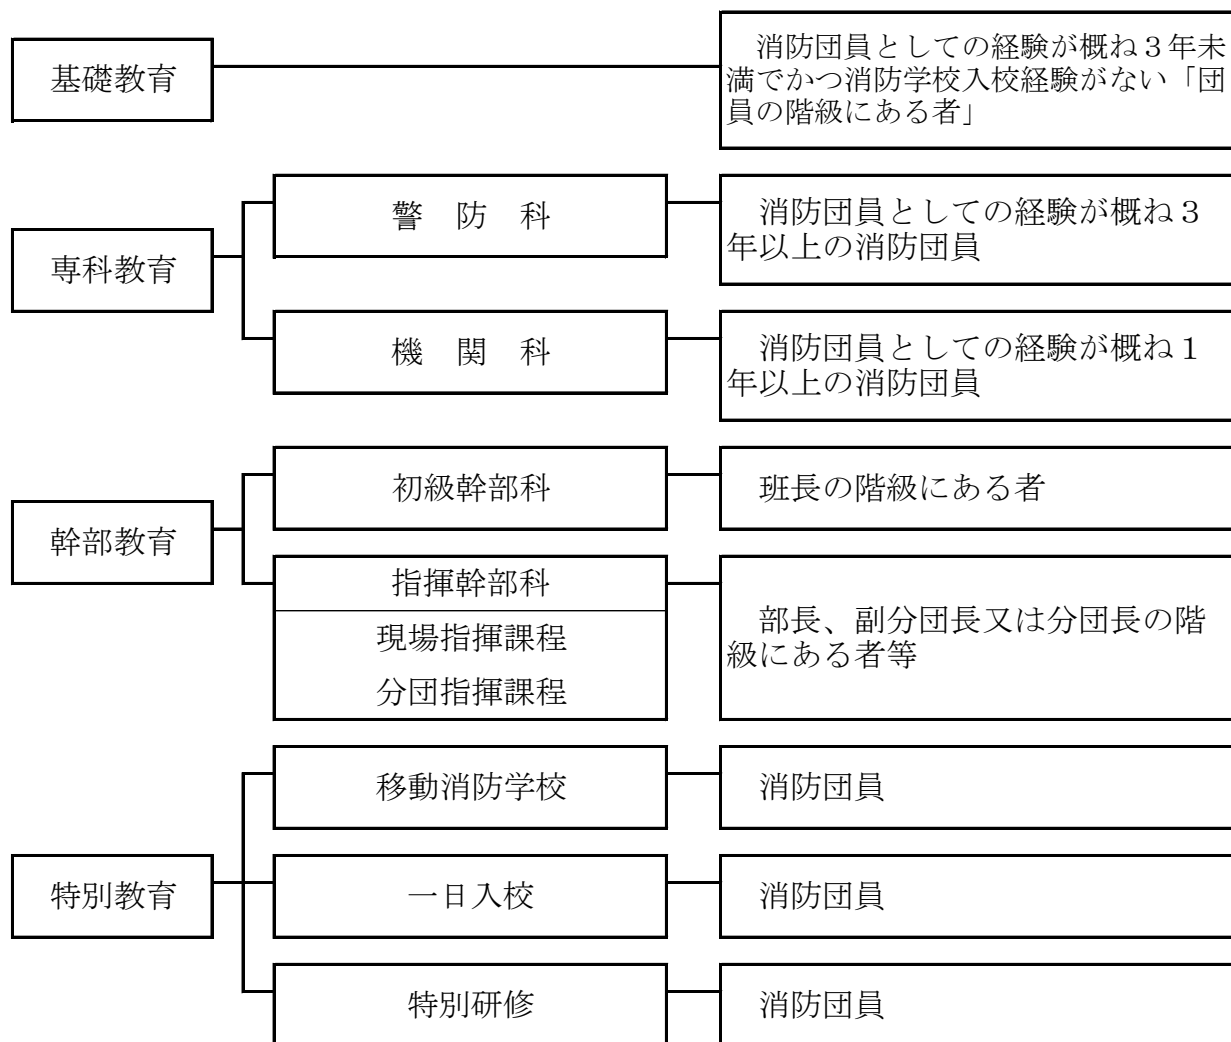 基礎教育
消防団員としての経験が概ね３年未
満でかつ消防学校入校経験がない「団
員の階級にある者」
専科教育
警　防　科
消防団員としての経験が概ね３
年以上の消防団員
機　関　科
消防団員としての経験が概ね１
年以上の消防団員
幹部教育
初級幹部科
班長の階級にある者
指揮幹部科
現場指揮課程
分団指揮課程
部長、副分団長又は分団長の階
級にある者等
特別教育
移動消防学校
消防団員
一日入校
消防団員
特別研修
消防団員